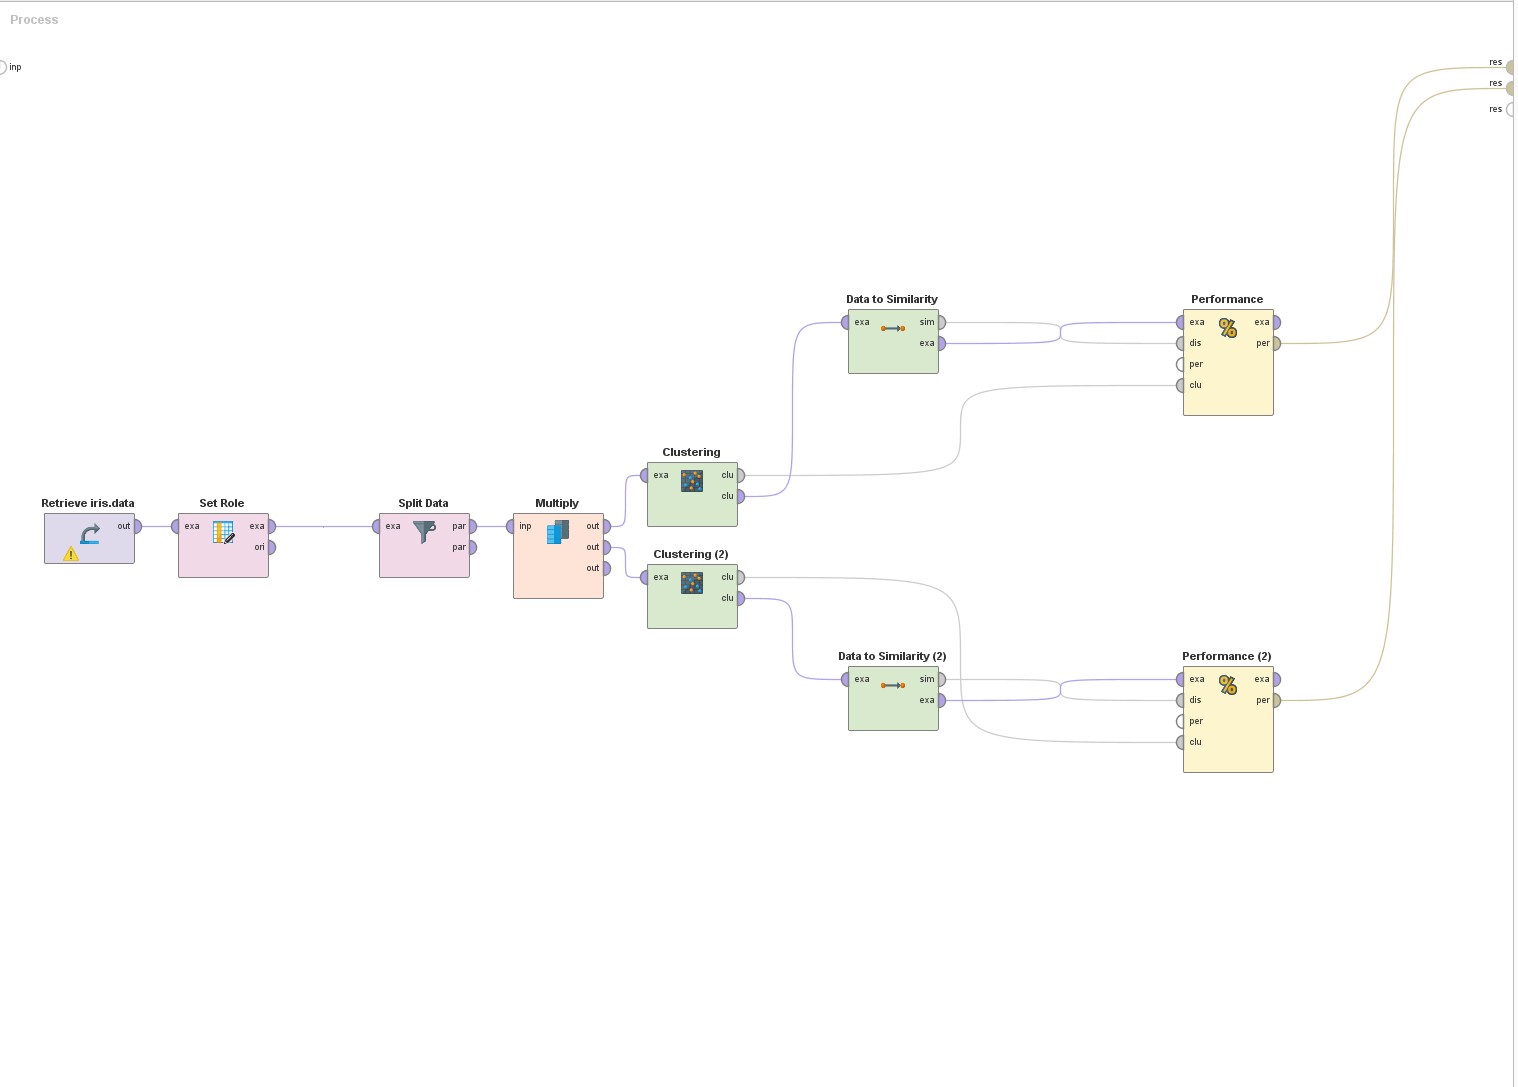 Process
inp
res
res
res
Data to Similarity
exa sim
exa
Performance
exa exa
dis per
per
clu
Clustering
exa clu
clu
Retrieve iris.data
out
Set Role
exa exa
ori
Split Data
exa par
par
Multiply
inp out
out
out
Clustering (2)
exa clu
clu
Data to Similarity (2)
exa sim
exa
Performance (2)
exa exa
dis per
per
clu